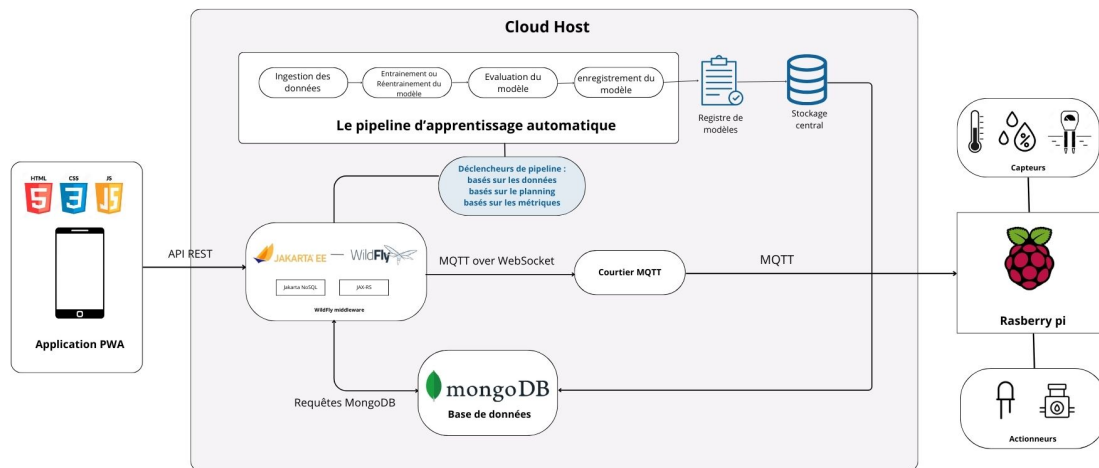 Cloud Host
Ingestion des
données
Entrainement ou
Réentrainement du
modèle
Evaluation du
modèle
enregistrement du
modèle
Le pipeline d'apprentissage automatique
Registre de
modèles
Stockage
central
Déclencheurs de pipeline :
basés sur les données
basés sur le planning
basés sur les métriques
HTML
CSS
JS
5
3
JS
Application PWA
API REST
JAKARTA EE
WildFly
Jakarta NoSQL
JAX-RS
WildFly middleware
MQTT over WebSocket
Courtier MQTT
MQTT
Requêtes MongoDB
mongoDB
Base de données
%
Capteurs
Rasberry pi
Actionneurs